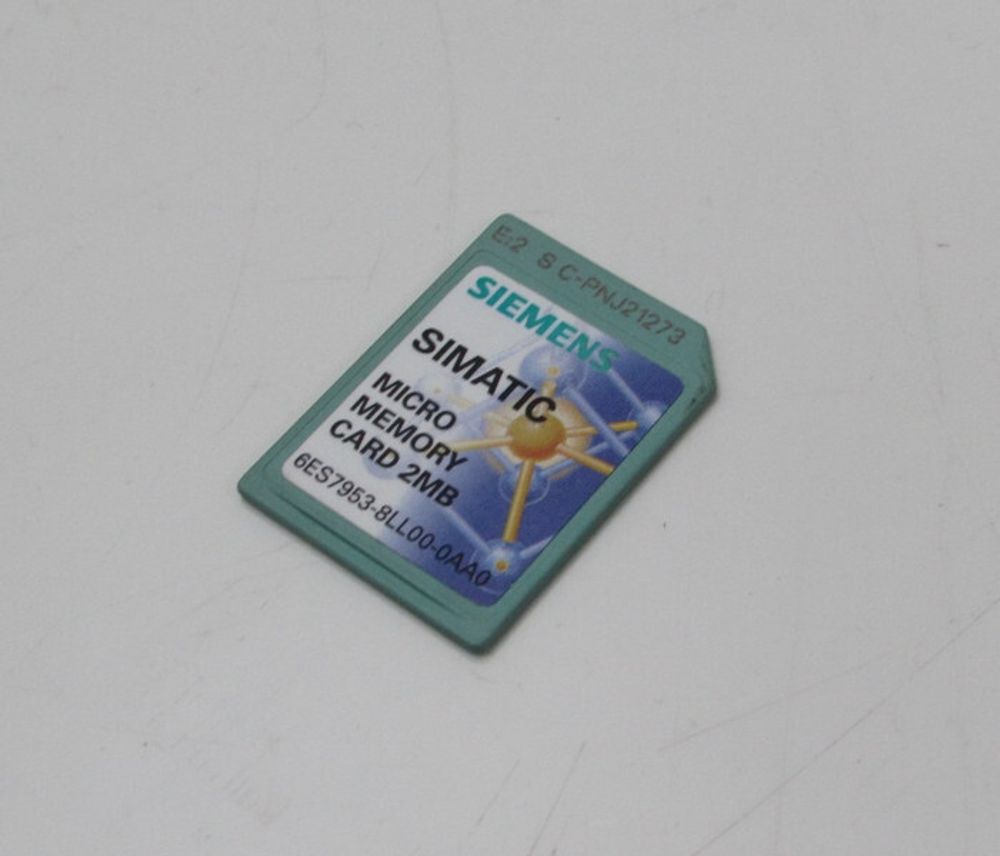 E:2 S C-PNJ21273
SIEMENS
SIMATIC
MICRO
MEMORY
CARD 2MB
6ES7953-8LL00-0AA0